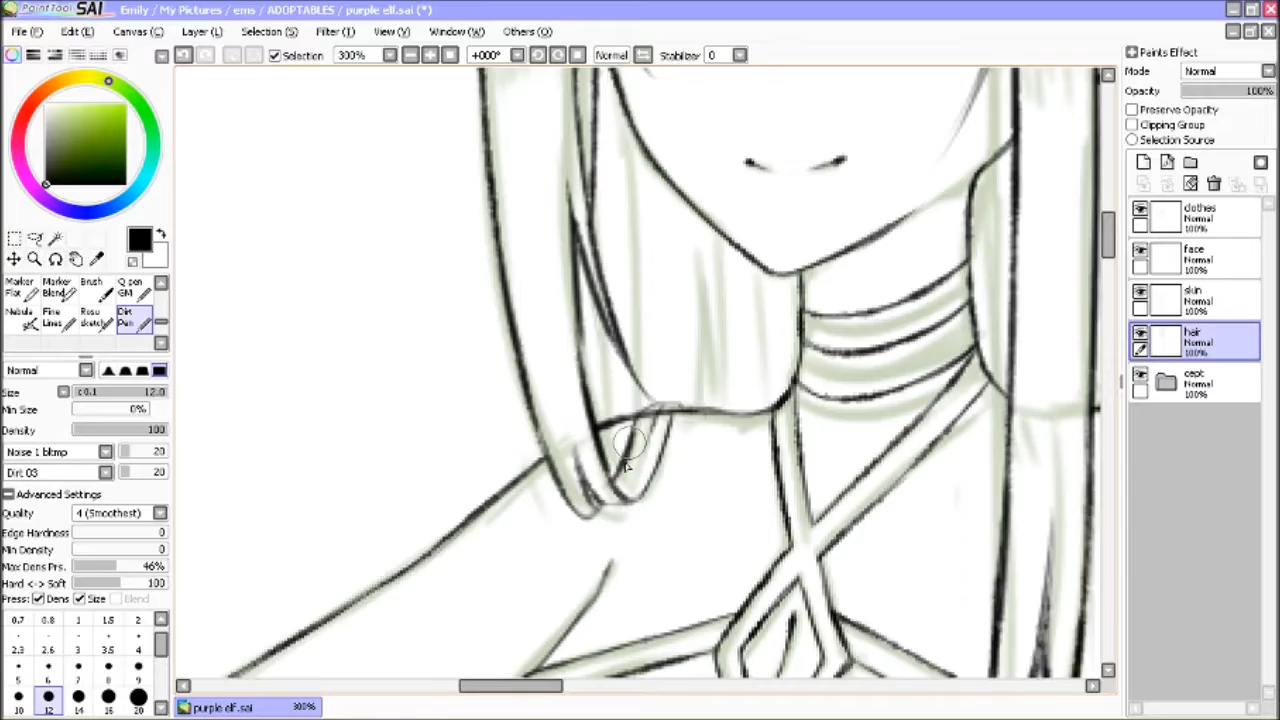 PaintTool SAI Emily / My Pictures / ems / ADOPTABLES / purple elf.sai (*)
File (F) Edit (E) Canvas (C) Layer (L) Selection (S) Filter (T) View (V) Window (W) Others (O)
Selection 300% +000° Normal Stabilizer 0
Paints Effect
Mode Normal
Opacity 100%
Preserve Opacity
Clipping Group
Selection Source
clothes
Normal
100%
face
Normal
100%
skin
Normal
100%
hair
Normal
100%
cept
Normal
100%
Marker Flat
Marker Blend
Brush
Q pen GM
Nebula
Fine Lines
Rosu sketch
Dirt Pen
Normal
Size x0.1 12.0
Min Size 0%
Density 100
Noise 1 bitmp 20
Dirt 03 20
Advanced Settings
Quality 4 (Smoothest)
Edge Hardness 0
Min Density 0
Max Dens Prs. 46%
Hard <-> Soft 100
Press: Dens Size Blend
0.7 0.8 1 1.5 2
2.3 2.6 3 3.5 4
5 6 7 8 9
10 12 14 16 20
purple elf.sai 300%